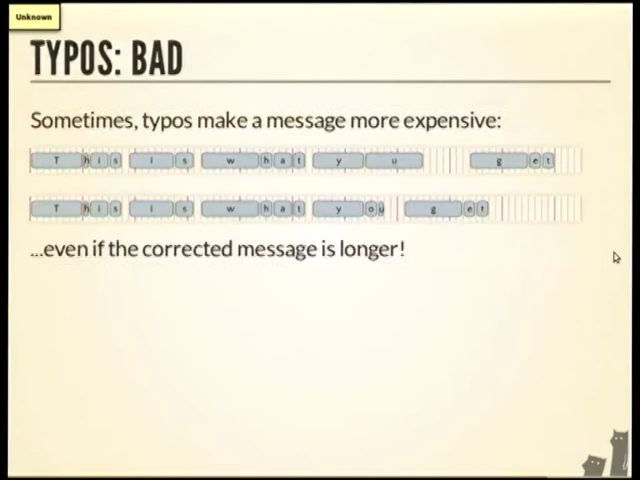 Unknown
TYPOS: BAD
Sometimes, typos make a message more expensive:
T h i s i s w h a t y u g e t
T h i s i s w h a t y o u g e t
...even if the corrected message is longer!